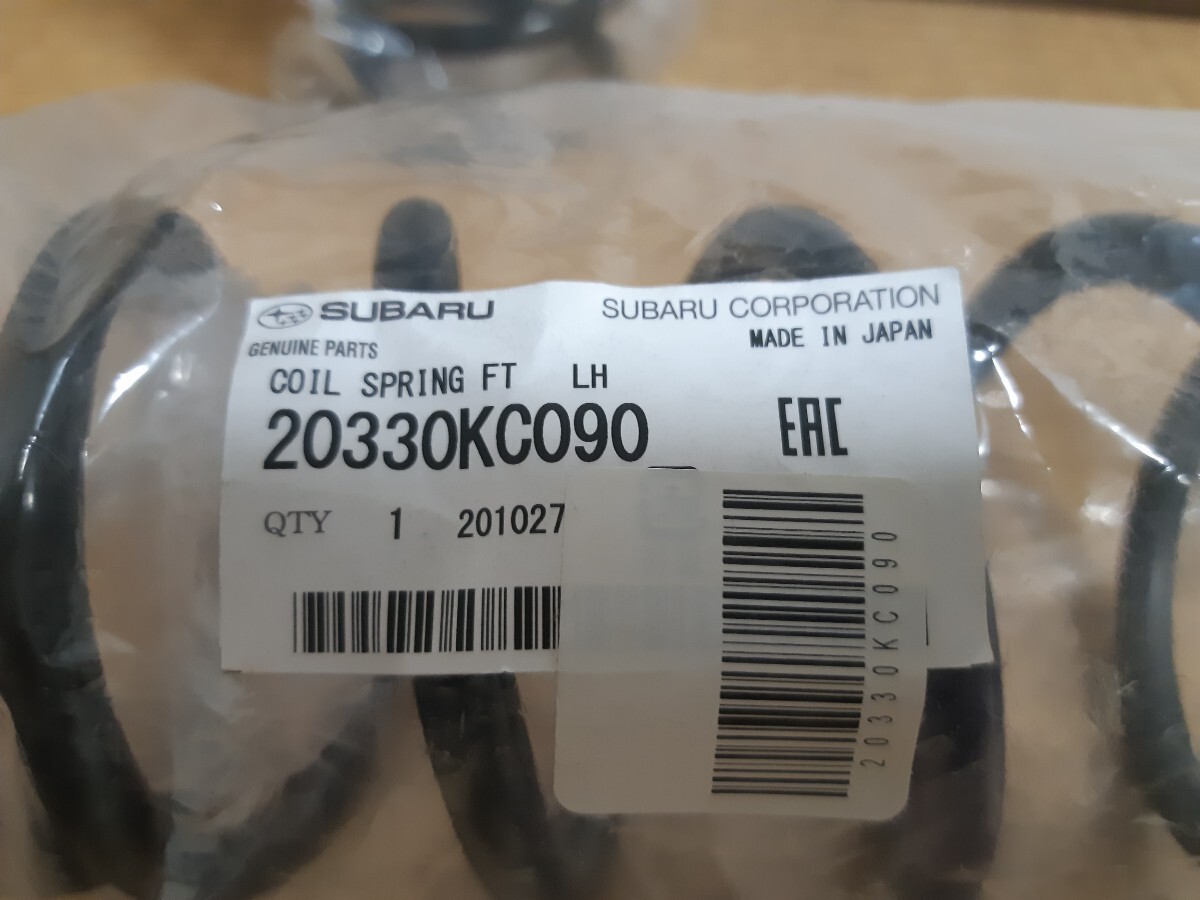 SUBARU SUBARU CORPORATION
GENUINE PARTS MADE IN JAPAN
COIL SPRING FT LH
20330KC090 EAC
QTY 1 201027
20330KC090